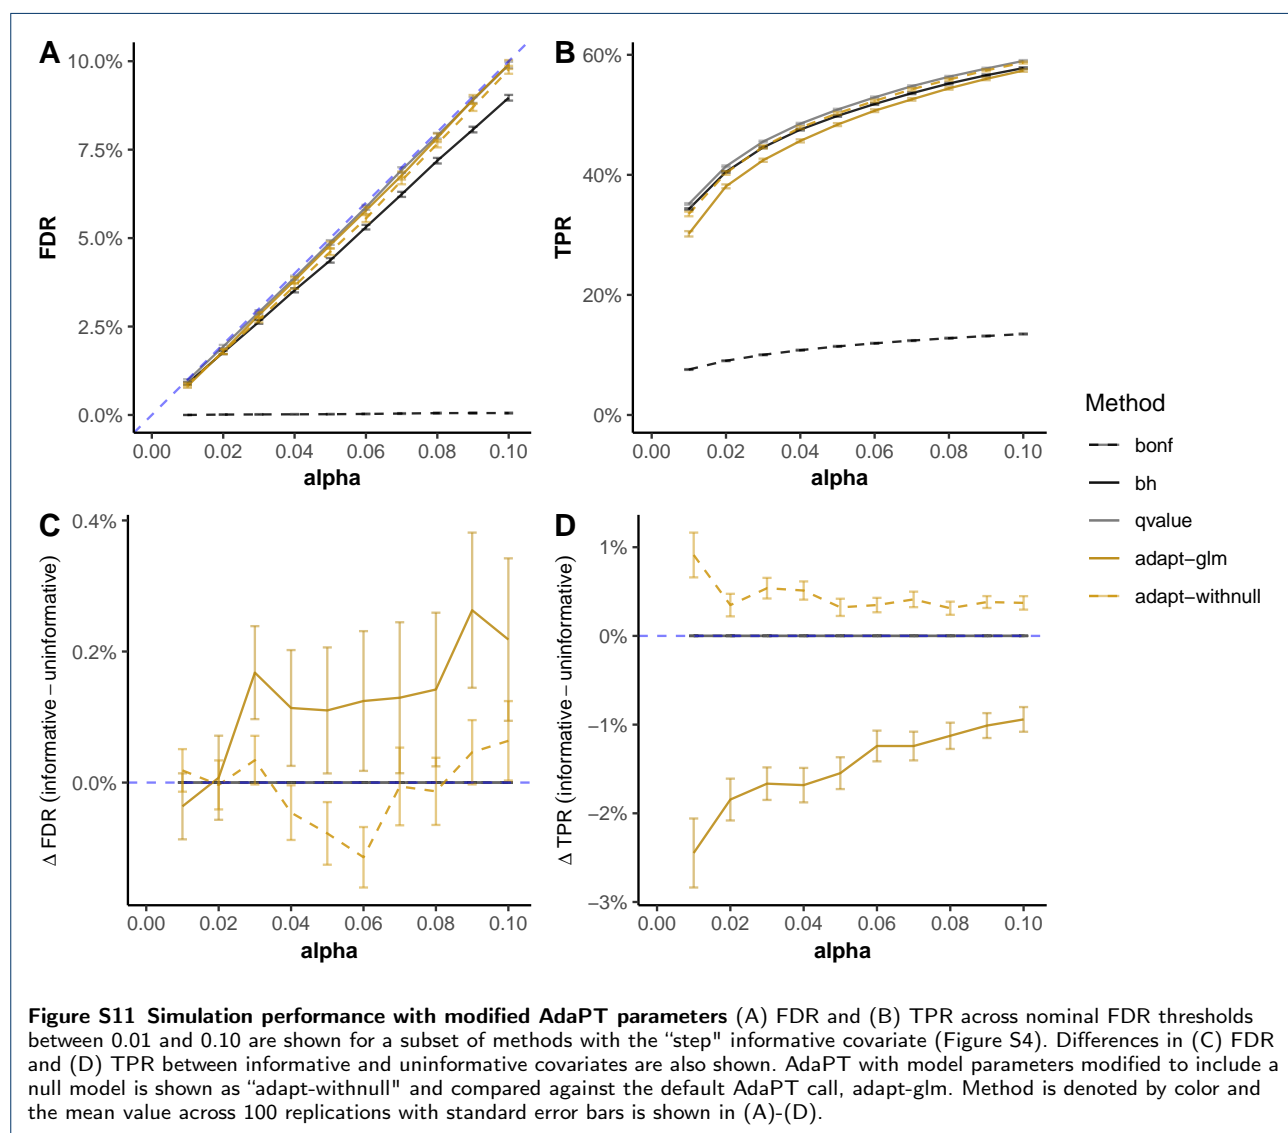 A
10.0%
7.5%
5.0%
2.5%
0.0%
FDR
0.00 0.02 0.04 0.06 0.08 0.10
alpha
B
60%
40%
20%
0%
TPR
0.00 0.02 0.04 0.06 0.08 0.10
alpha
Method
bonf
bh
qvalue
adapt−glm
adapt−withnull
C
0.4%
0.2%
0.0%
Δ FDR (informative − uninformative)
0.00 0.02 0.04 0.06 0.08 0.10
alpha
D
1%
0%
−1%
−2%
−3%
Δ TPR (informative − uninformative)
0.00 0.02 0.04 0.06 0.08 0.10
alpha
Figure S11 Simulation performance with modified AdaPT parameters (A) FDR and (B) TPR across nominal FDR thresholds
between 0.01 and 0.10 are shown for a subset of methods with the “step" informative covariate (Figure S4). Differences in (C) FDR
and (D) TPR between informative and uninformative covariates are also shown. AdaPT with model parameters modified to include a
null model is shown as “adapt-withnull" and compared against the default AdaPT call, adapt-glm. Method is denoted by color and
the mean value across 100 replications with standard error bars is shown in (A)-(D).